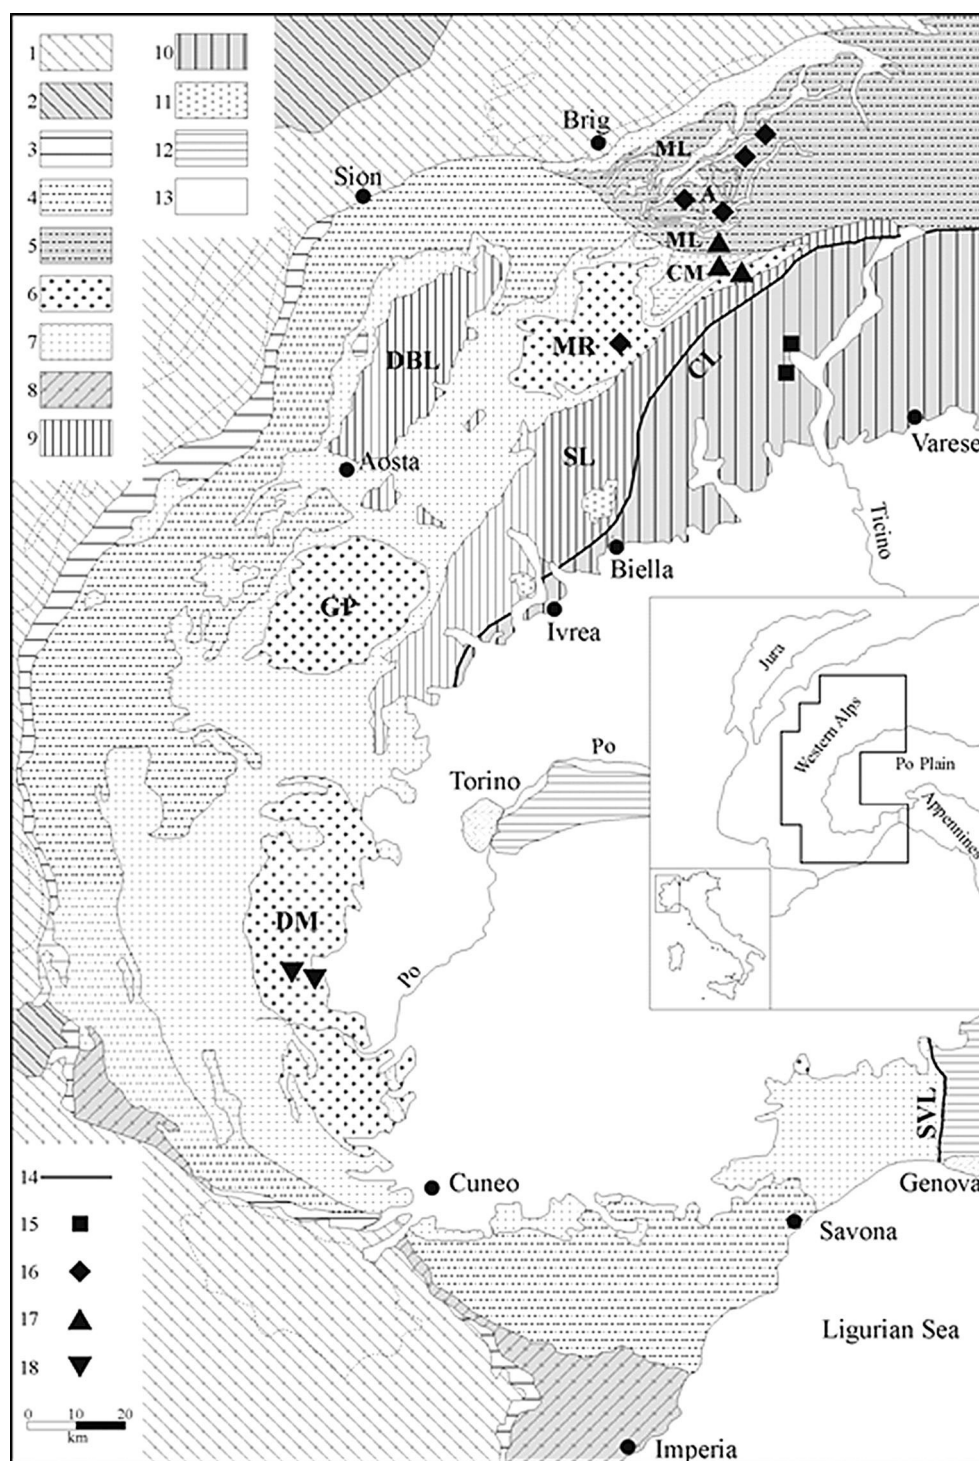 1
2
3
4
5
6
7
8
9
10
11
12
13
Brig
ML
Sion
A
ML
CM
DBL
MR
CL
Aosta
SL
Varese
Biella
Ticino
GP
Ivrea
Jura
Western Alps
Po Plain
Appennines
Po
Torino
DM
Po
SVL
Cuneo
Genova
Savona
Ligurian Sea
Imperia
14
15
16
17
18
0 10 20
km